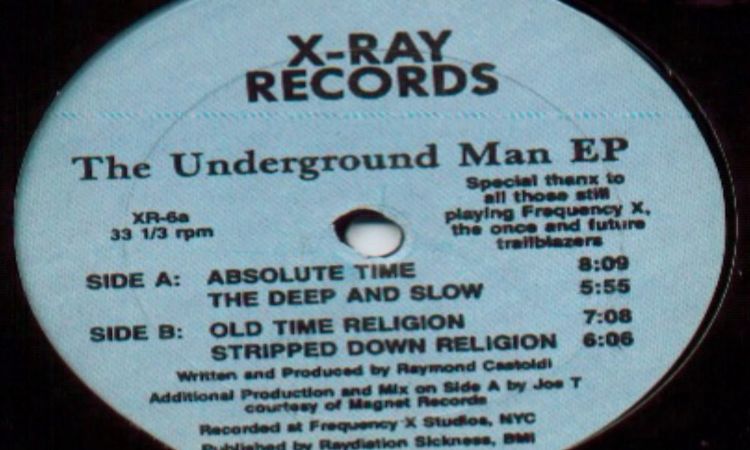 X-RAY
RECORDS
The Underground Man EP
Special thanx to
all those still
playing Frequency X,
the once and future
trailblazers
XR-6a
33 1/3 rpm
SIDE A: ABSOLUTE TIME 8:09
THE DEEP AND SLOW 5:55
SIDE B: OLD TIME RELIGION 7:08
STRIPPED DOWN RELIGION 6:06
Written and Produced by Raymond Castoldi
Additional Production and Mix on Side A by Joe T
courtesy of Magnet Records
Recorded at Frequency X Studios, NYC
Published by Raydiation Sickness, BMI